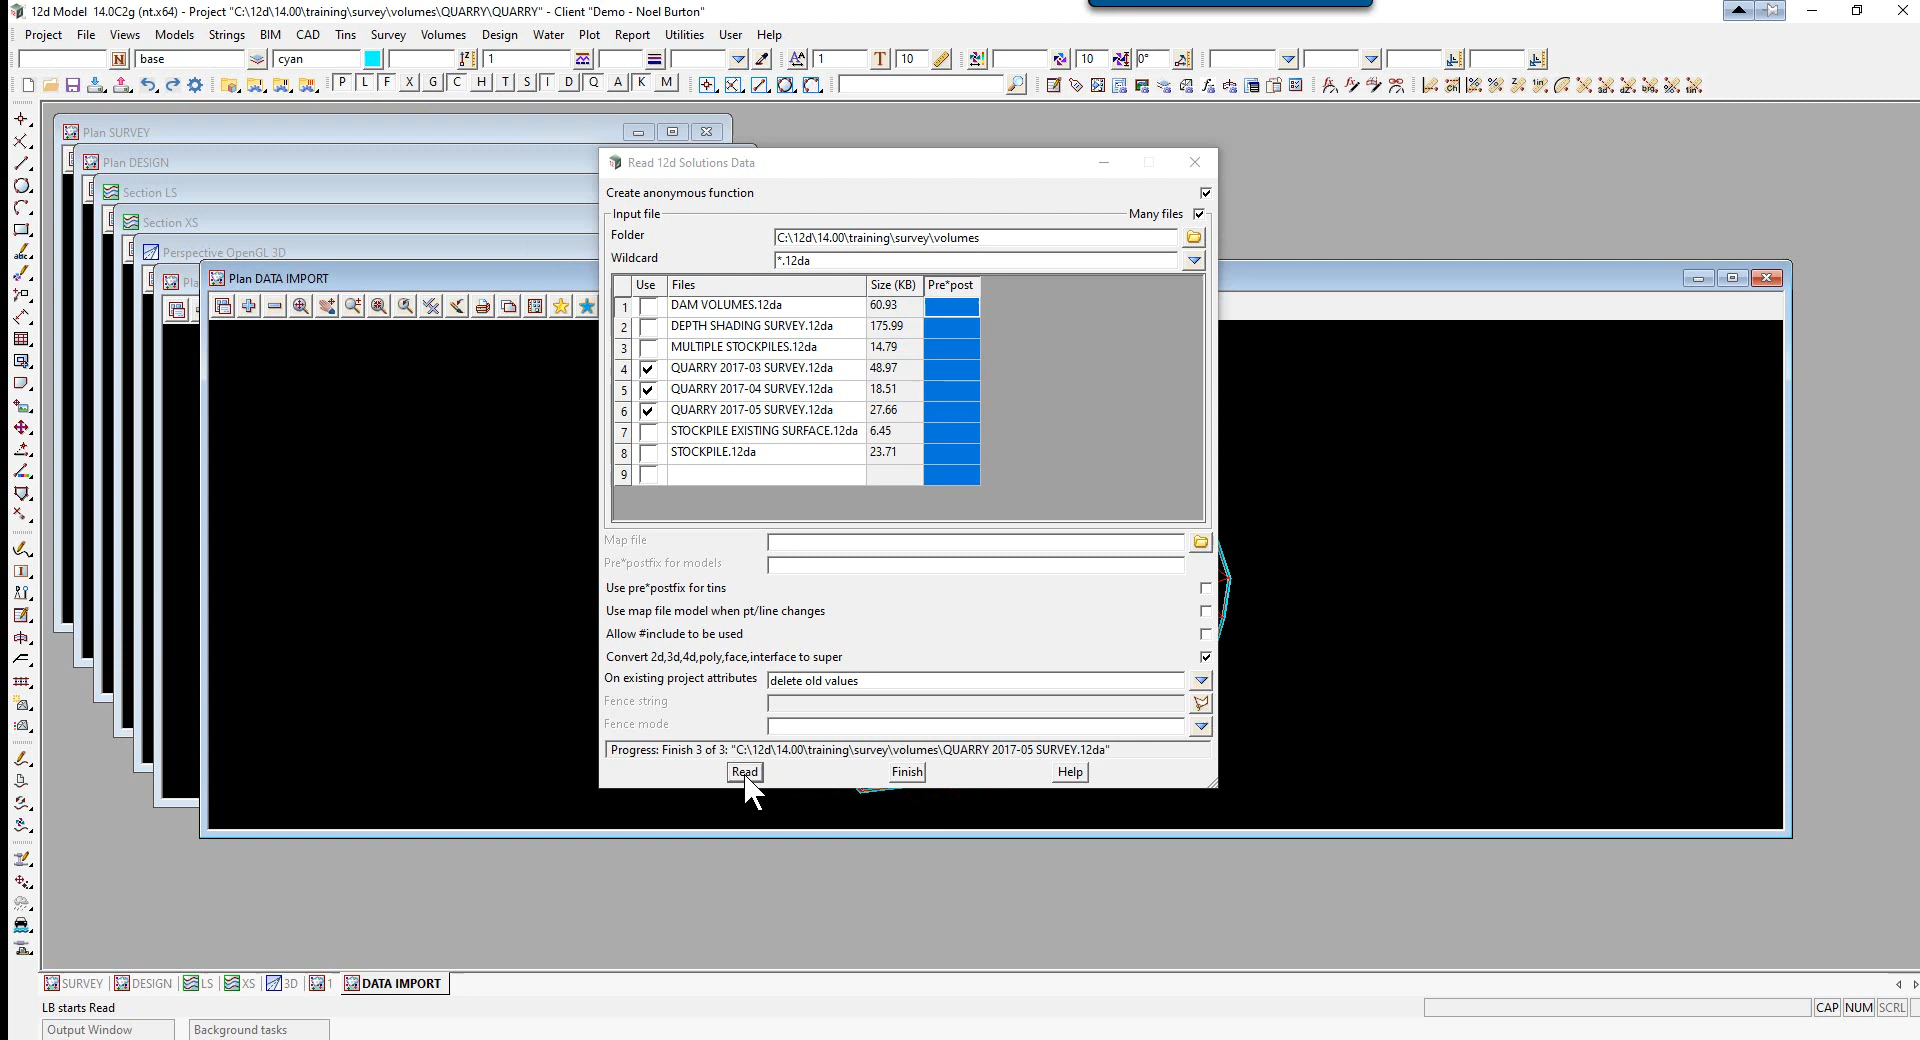 12d Model 14.0C2g (nt.x64) - Project "C:\12d\14.00\training\survey\volumes\QUARRY\QUARRY" - Client "Demo - Noel Burton"
Project File Views Models Strings BIM CAD Tins Survey Volumes Design Water Plot Report Utilities User Help
base cyan 1 1 10 10 0°
P L F X G C H T S I D Q A K M
Plan SURVEY
Plan DESIGN
Section LS
Section XS
Perspective OpenGL 3D
Pla
Plan DATA IMPORT
Read 12d Solutions Data
Create anonymous function
Input file Many files
Folder C:\12d\14.00\training\survey\volumes
Wildcard *.12da
Use Files Size (KB) Pre*post
1 DAM VOLUMES.12da 60.93
2 DEPTH SHADING SURVEY.12da 175.99
3 MULTIPLE STOCKPILES.12da 14.79
4 QUARRY 2017-03 SURVEY.12da 48.97
5 QUARRY 2017-04 SURVEY.12da 18.51
6 QUARRY 2017-05 SURVEY.12da 27.66
7 STOCKPILE EXISTING SURFACE.12da 6.45
8 STOCKPILE.12da 23.71
9
Map file
Pre*postfix for models
Use pre*postfix for tins
Use map file model when pt/line changes
Allow #include to be used
Convert 2d,3d,4d,poly,face,interface to super
On existing project attributes delete old values
Fence string
Fence mode
Progress: Finish 3 of 3: "C:\12d\14.00\training\survey\volumes\QUARRY 2017-05 SURVEY.12da"
Read Finish Help
SURVEY DESIGN LS XS 3D 1 DATA IMPORT
LB starts Read CAP NUM SCRL
Output Window Background tasks